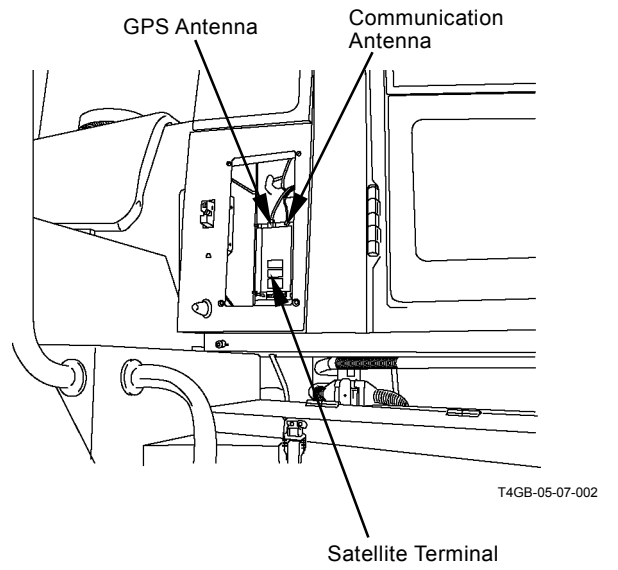 GPS Antenna
Communication
Antenna
T4GB-05-07-002
Satellite Terminal